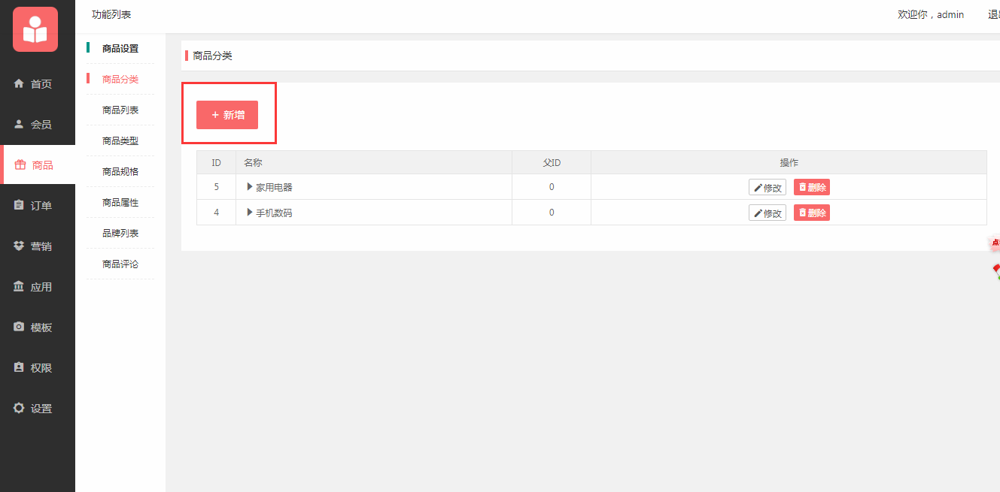 功能列表
欢迎你，admin
首页
会员
商品
订单
营销
应用
模板
权限
设置
商品设置
商品分类
商品列表
商品类型
商品规格
商品属性
品牌列表
商品评论
商品分类
+ 新增
ID 名称 父ID 操作
5 家用电器 0 修改 删除
4 手机数码 0 修改 删除